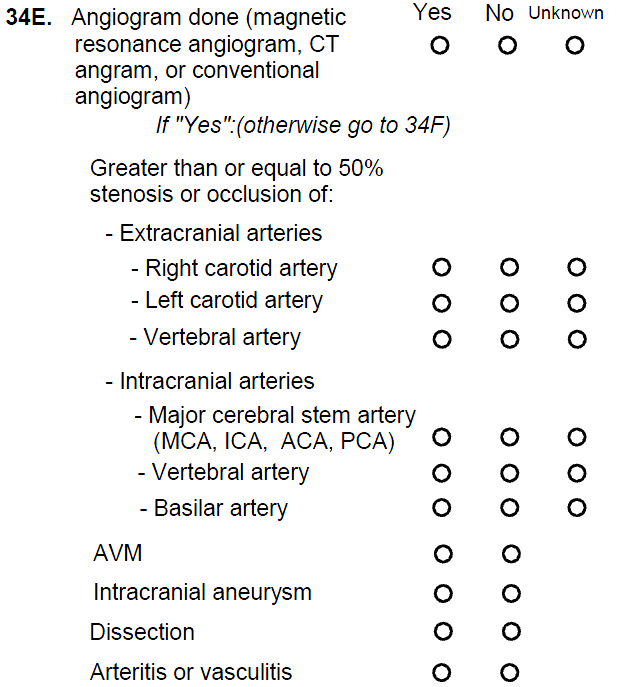 34E. Angiogram done (magnetic Yes No Unknown
resonance angiogram, CT
angram, or conventional
angiogram)
If "Yes":(otherwise go to 34F)
Greater than or equal to 50%
stenosis or occlusion of:
- Extracranial arteries
- Right carotid artery
- Left carotid artery
- Vertebral artery
- Intracranial arteries
- Major cerebral stem artery
(MCA, ICA, ACA, PCA)
- Vertebral artery
- Basilar artery
AVM
Intracranial aneurysm
Dissection
Arteritis or vasculitis